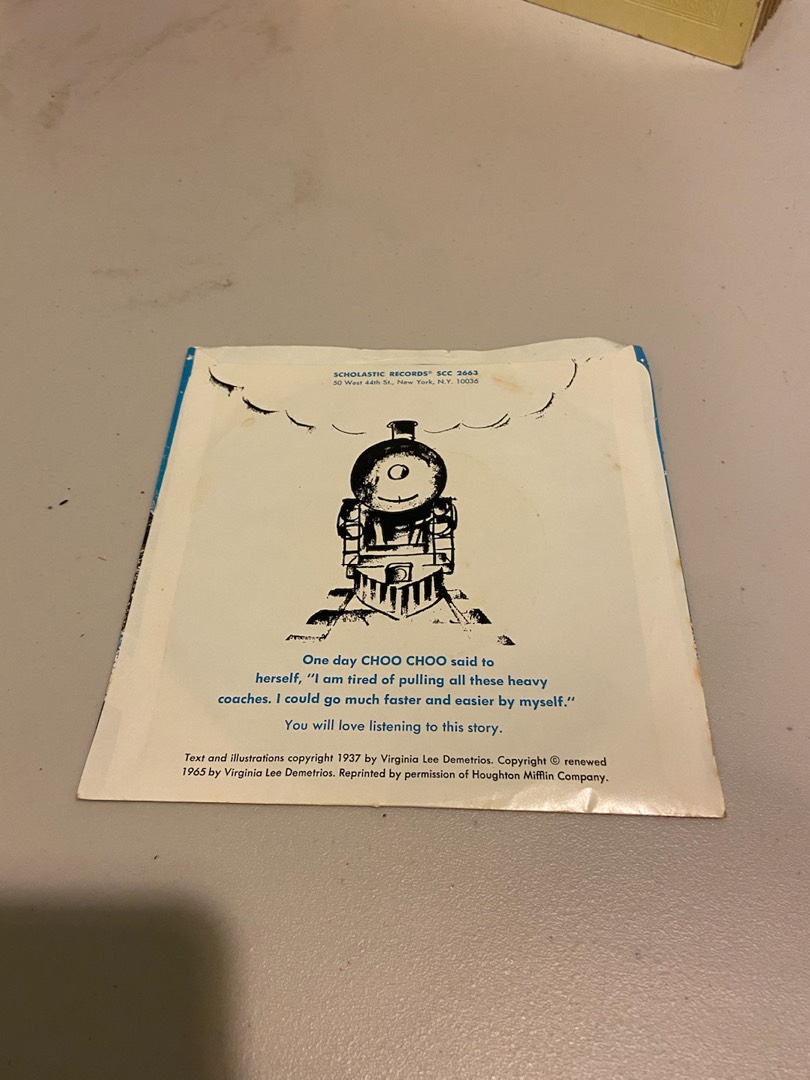 SCHOLASTIC RECORDS® SCC 2663
50 West 44th St., New York, N.Y. 10036
One day CHOO CHOO said to
herself, “I am tired of pulling all these heavy
coaches. I could go much faster and easier by myself.”
You will love listening to this story.
Text and illustrations copyright 1937 by Virginia Lee Demetrios. Copyright © renewed
1965 by Virginia Lee Demetrios. Reprinted by permission of Houghton Mifflin Company.